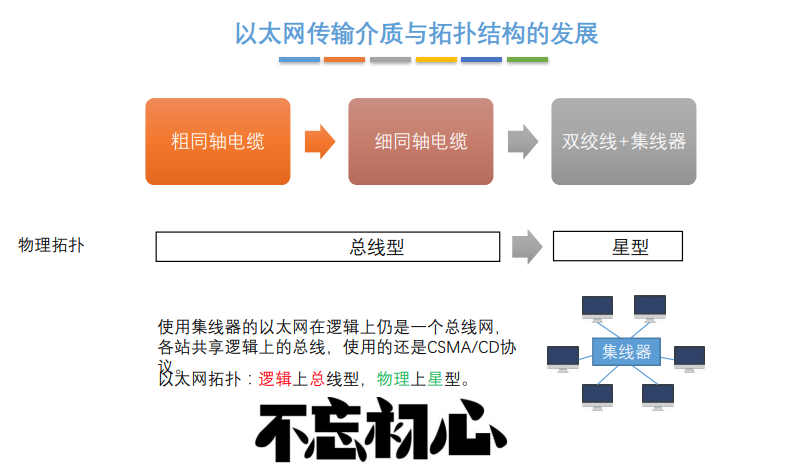 以太网传输介质与拓扑结构的发展
粗同轴电缆
细同轴电缆
双绞线+集线器
物理拓扑
总线型
星型
使用集线器的以太网在逻辑上仍是一个总线网，
各站共享逻辑上的总线，使用的还是CSMA/CD协
议。
以太网拓扑：逻辑上总线型，物理上星型。
集线器
不忘初心